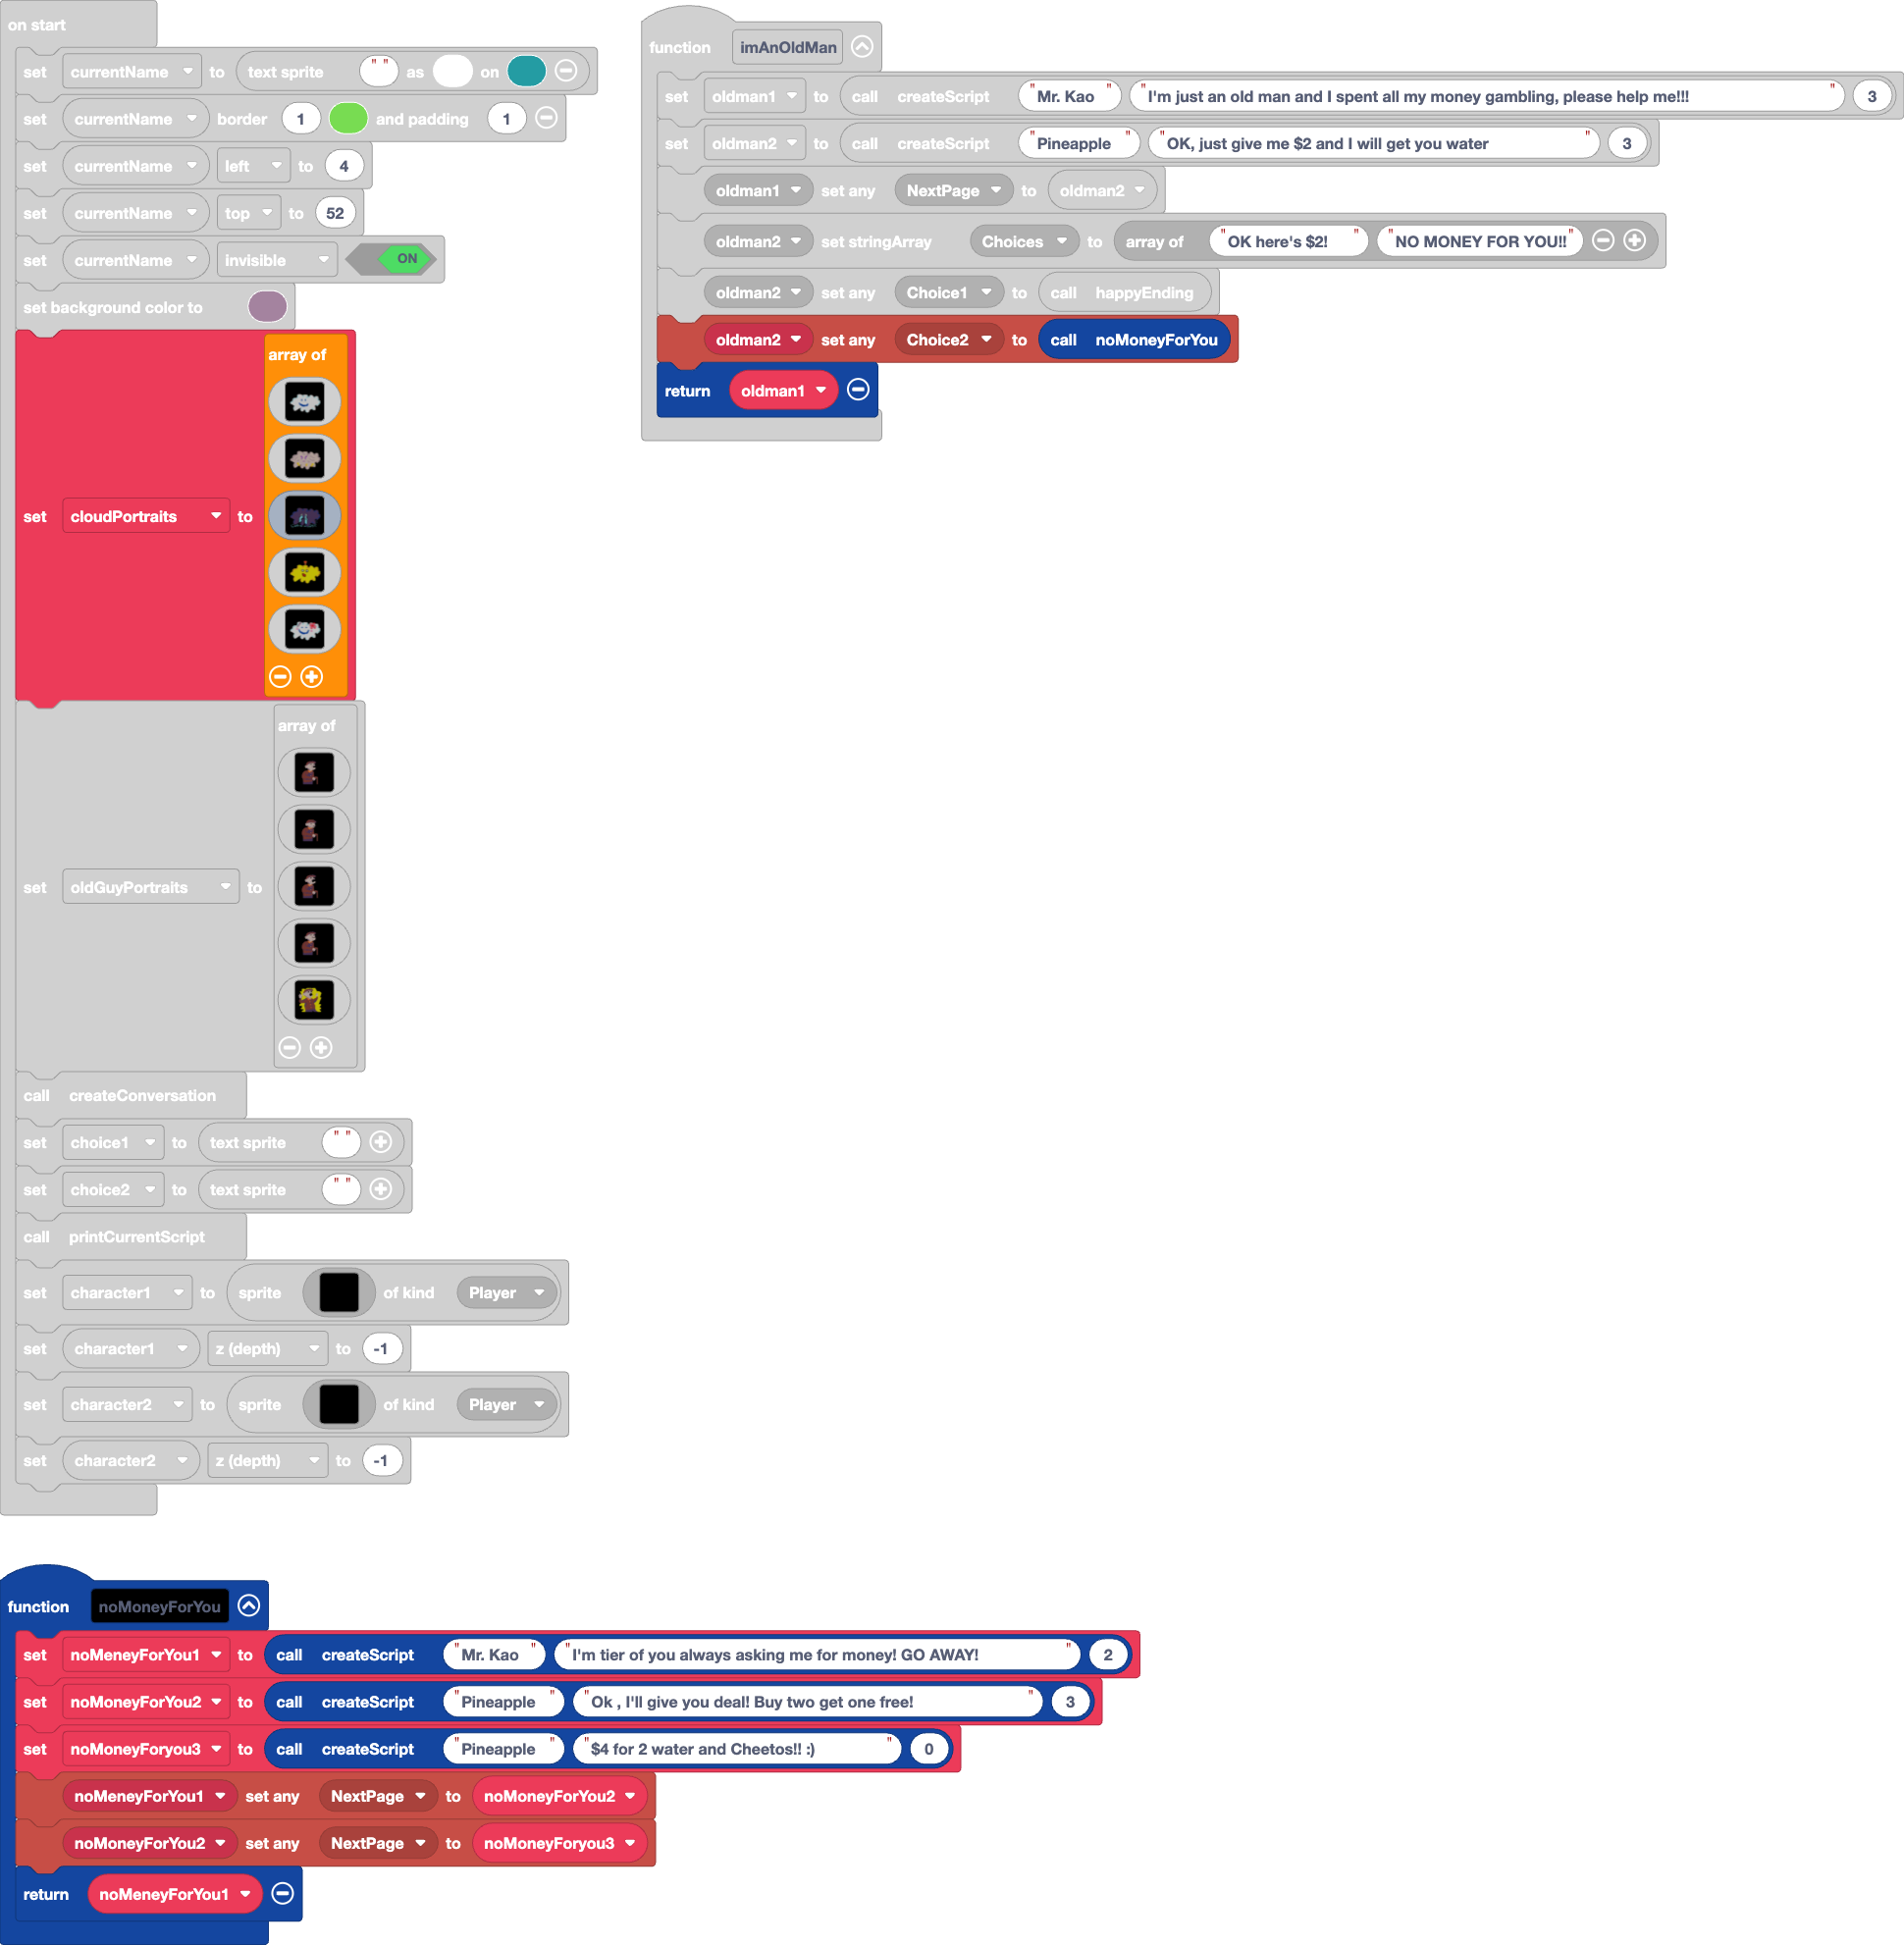 on start
set currentName to text sprite " " as on
set currentName border 1 and padding 1
set currentName left to 4
set currentName top to 52
set currentName invisible ON
set background color to
set cloudPortraits to array of
set oldGuyPortraits to array of
call createConversation
set choice1 to text sprite " "
set choice2 to text sprite " "
call printCurrentScript
set character1 to sprite of kind Player
set character1 z (depth) to -1
set character2 to sprite of kind Player
set character2 z (depth) to -1
function imAnOldMan
set oldman1 to call createScript "Mr. Kao" "I'm just an old man and I spent all my money gambling, please help me!!!" 3
set oldman2 to call createScript "Pineapple" "OK, just give me $2 and I will get you water" 3
oldman1 set any NextPage to oldman2
oldman2 set stringArray Choices to array of "OK here's $2!" "NO MONEY FOR YOU!!"
oldman2 set any Choice1 to call happyEnding
oldman2 set any Choice2 to call noMoneyForYou
return oldman1
function noMoneyForYou
set noMeneyForYou1 to call createScript "Mr. Kao" "I'm tier of you always asking me for money! GO AWAY!" 2
set noMoneyForYou2 to call createScript "Pineapple" "Ok , I'll give you deal! Buy two get one free!" 3
set noMoneyForyou3 to call createScript "Pineapple" "$4 for 2 water and Cheetos!! :)" 0
noMeneyForYou1 set any NextPage to noMoneyForYou2
noMoneyForYou2 set any NextPage to noMoneyForyou3
return noMeneyForYou1